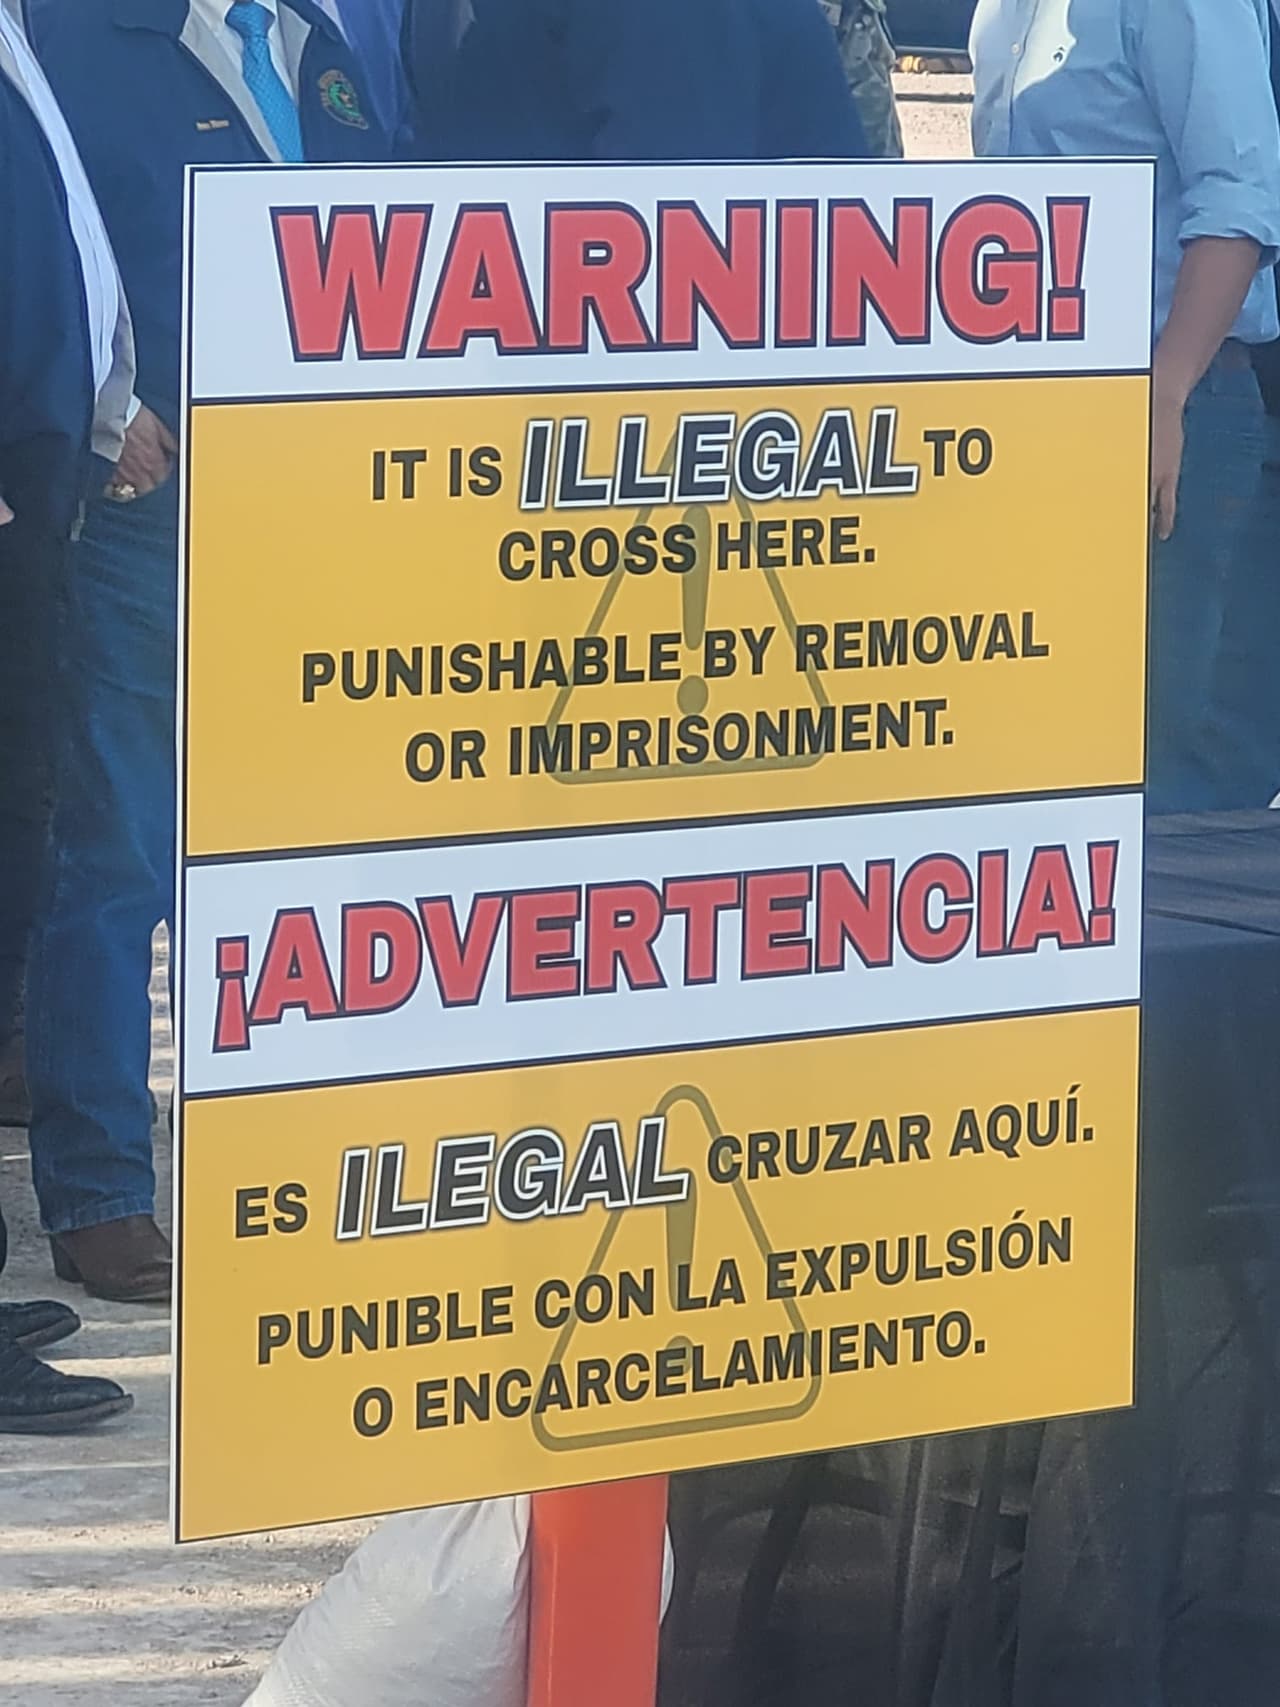 WARNING!
IT IS ILLEGAL TO
CROSS HERE.
PUNISHABLE BY REMOVAL
OR IMPRISONMENT.
¡ADVERTENCIA!
ES ILEGAL CRUZAR AQUÍ.
PUNIBLE CON LA EXPULSIÓN
O ENCARCELAMIENTO.